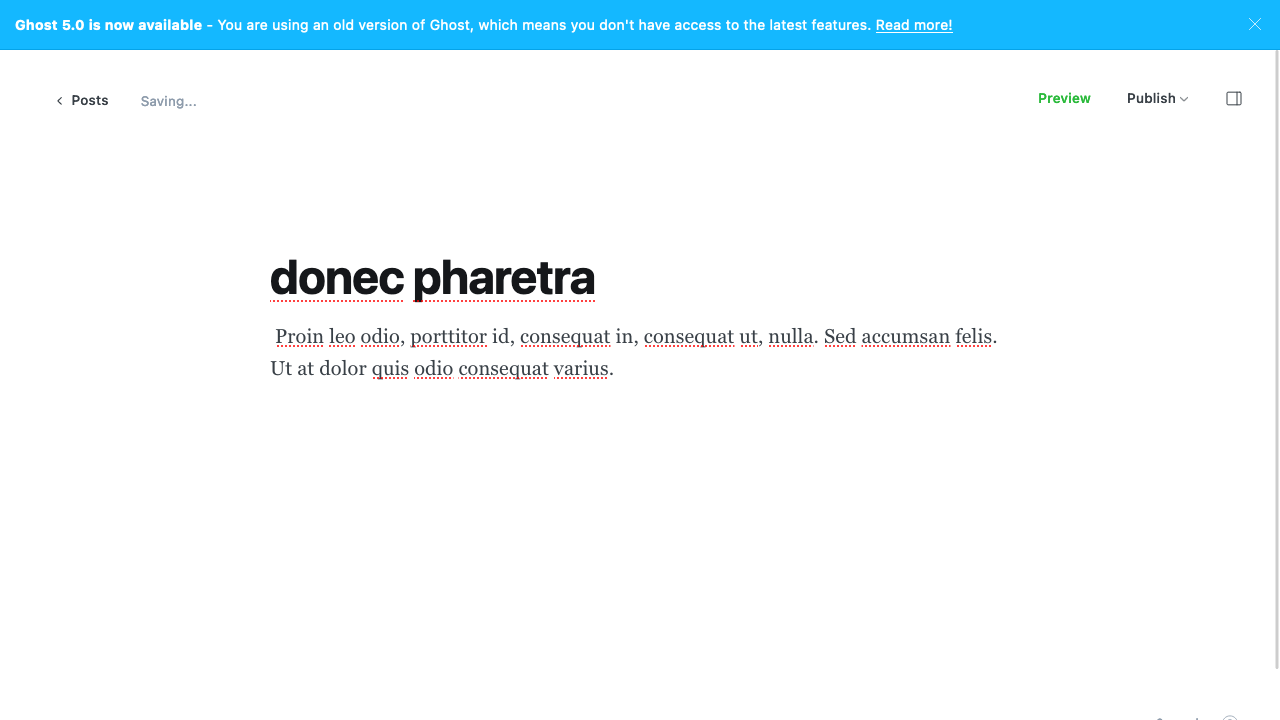 Ghost 5.0 is now available - You are using an old version of Ghost, which means you don't have access to the latest features. Read more!
Posts
Saving...
Preview
Publish
donec pharetra
Proin leo odio, porttitor id, consequat in, consequat ut, nulla. Sed accumsan felis.
Ut at dolor quis odio consequat varius.